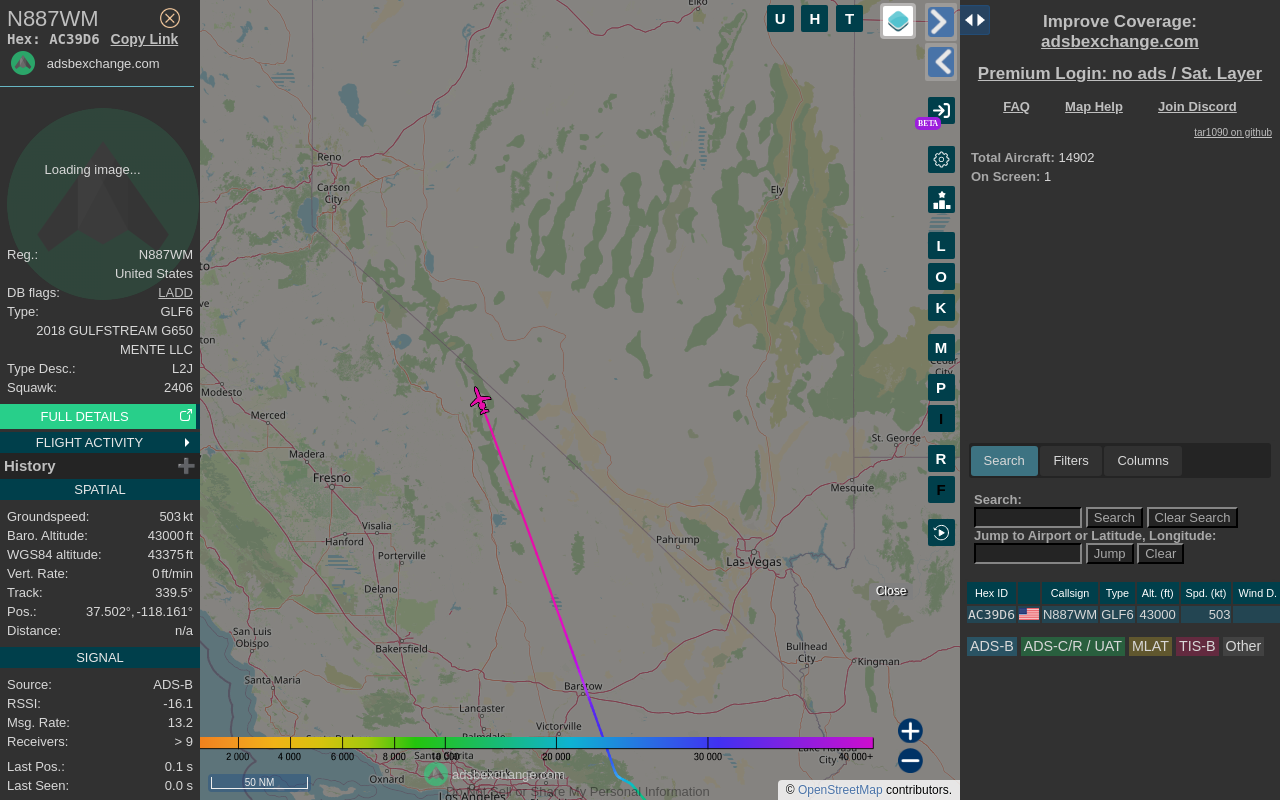 N887WM
Hex: AC39D6 Copy Link
adsbexchange.com
Loading image...
Reg.: N887WM
United States
DB flags: LADD
Type: GLF6
2018 GULFSTREAM G650
MENTE LLC
Type Desc.: L2J
Squawk: 2406
FULL DETAILS
FLIGHT ACTIVITY
History
SPATIAL
Groundspeed: 503 kt
Baro. Altitude: 43000 ft
WGS84 altitude: 43375 ft
Vert. Rate: 0 ft/min
Track: 339.5°
Pos.: 37.502°, -118.161°
Distance: n/a
SIGNAL
Source: ADS-B
RSSI: -16.1
Msg. Rate: 13.2
Receivers: > 9
Last Pos.: 0.1 s
Last Seen: 0.0 s
Elko
U H T
BETA
Reno
Carson
City
Ely
L
O
K
M
P
I
R
F
Modesto
Merced
Madera
Fresno
Visalia
Hanford
Porterville
Delano
San Luis
Obispo
Bakersfield
Santa Maria
Lancaster
Palmdale
Victorville
Barstow
Pahrump
Las Vegas
St. George
Mesquite
Cedar
City
Close
Bullhead
City
Kingman
Lake Havasu
City
Santa Clarita
Oxnard
Los Angeles
2 000 4 000 6 000 8 000 10 000 20 000 30 000 40 000+
50 NM
adsbexchange.com
Do Not Sell or Share My Personal Information
© OpenStreetMap contributors.
Improve Coverage:
adsbexchange.com
Premium Login: no ads / Sat. Layer
FAQ Map Help Join Discord
tar1090 on github
Total Aircraft: 14902
On Screen: 1
Search Filters Columns
Search:
Search Clear Search
Jump to Airport or Latitude, Longitude:
Jump Clear
Hex ID Callsign Type Alt. (ft) Spd. (kt) Wind D.
AC39D6 N887WM GLF6 43000 503
ADS-B ADS-C/R / UAT MLAT TIS-B Other